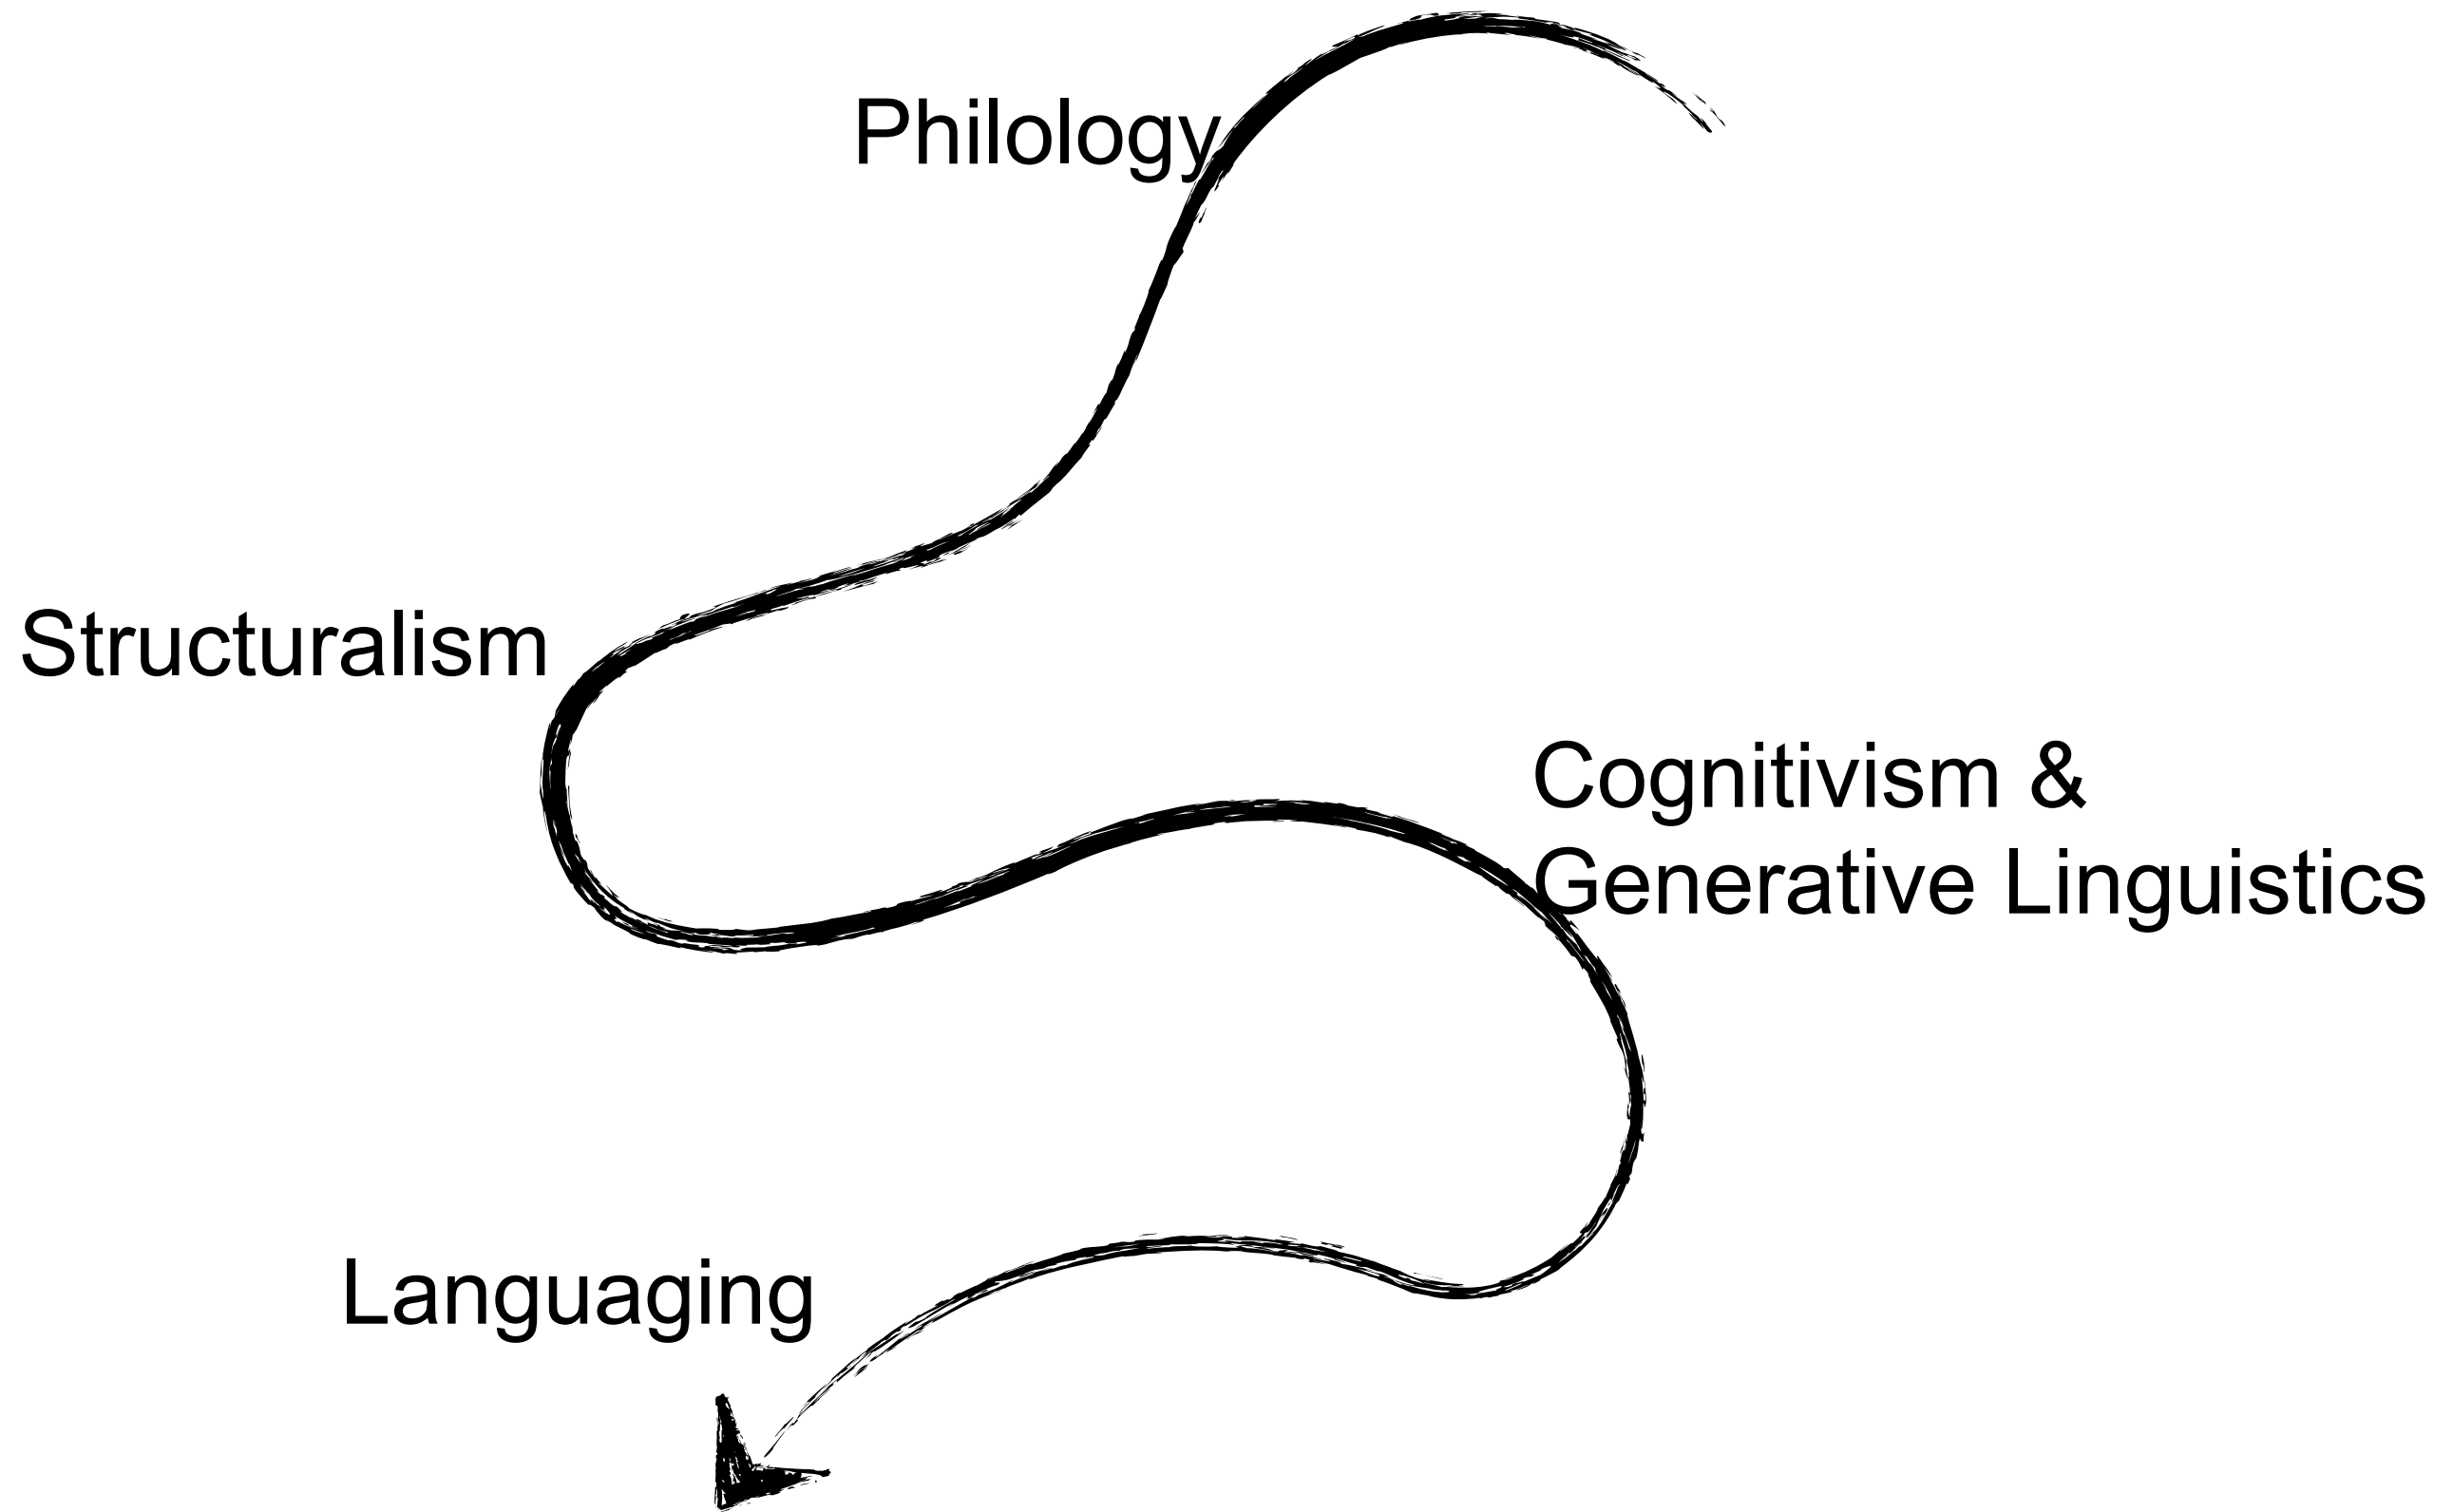 Philology
Structuralism
Cognitivism &
Generative Linguistics
Languaging